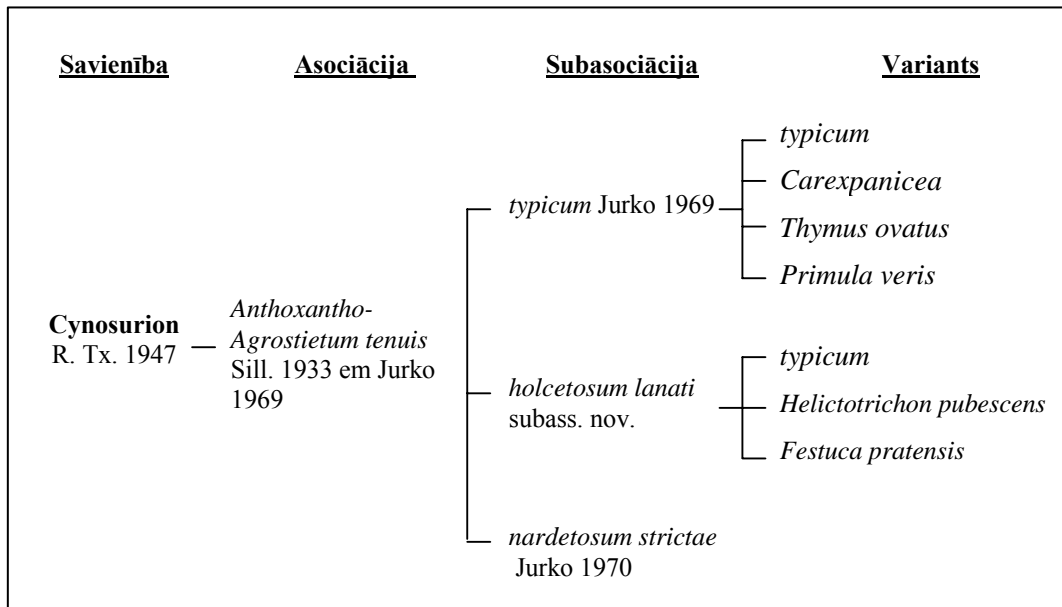 Savienība Asociācija Subasociācija Variants
Cynosurion
R. Tx. 1947
Anthoxantho-
Agrostietum tenuis
Sill. 1933 em Jurko
1969
typicum Jurko 1969
typicum
Carexpanicea
Thymus ovatus
Primula veris
holcetosum lanati
subass. nov.
typicum
Helictotrichon pubescens
Festuca pratensis
nardetosum strictae
Jurko 1970